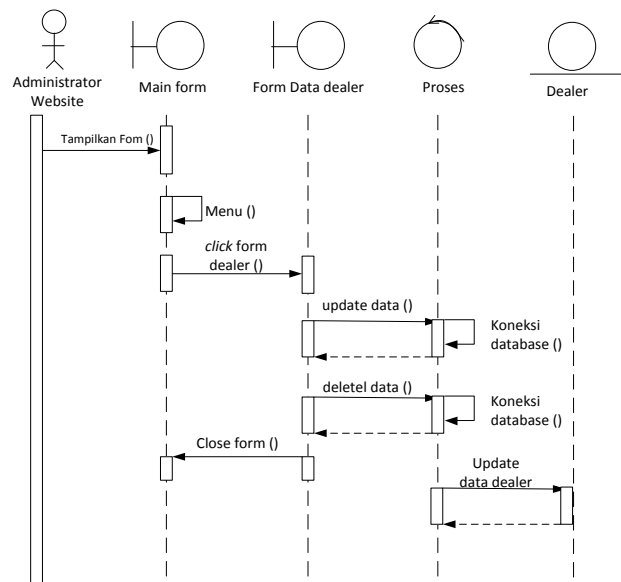 Administrator
Website
Main form
Form Data dealer
Proses
Dealer
Tampilkan Fom ()
Menu ()
click form
dealer ()
update data ()
Koneksi
database ()
deletel data ()
Koneksi
database ()
Close form ()
Update
data dealer